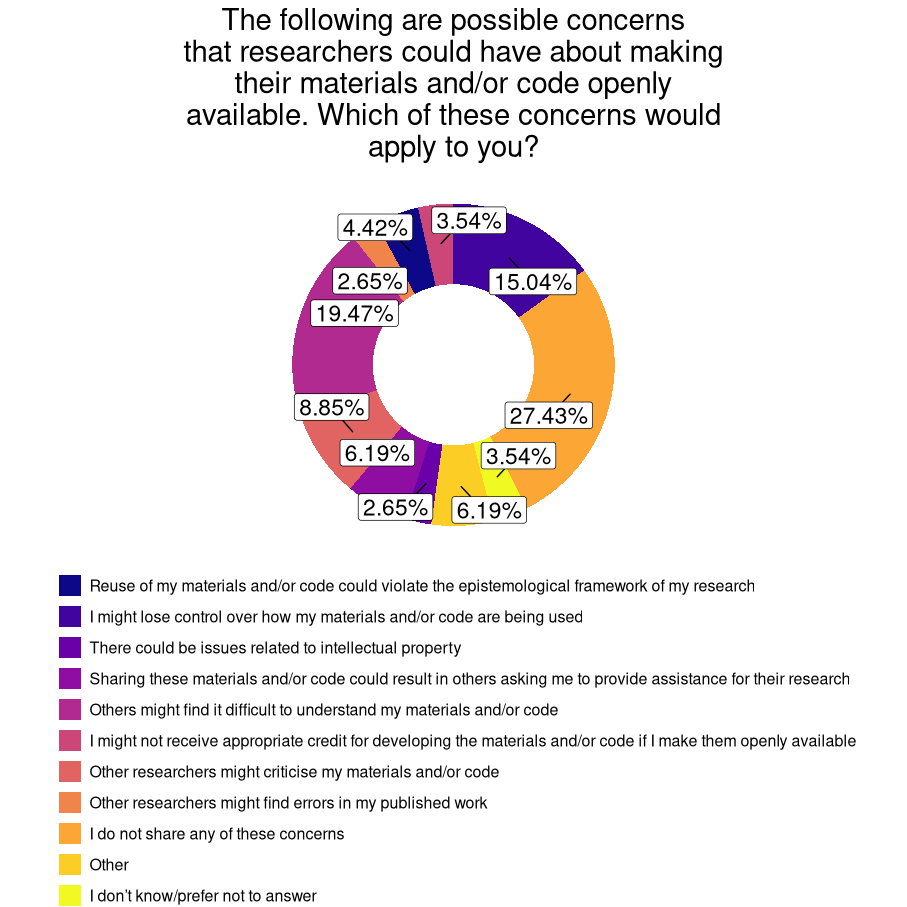 The following are possible concerns
that researchers could have about making
their materials and/or code openly
available. Which of these concerns would
apply to you?
4.42%
3.54%
2.65%
15.04%
19.47%
8.85%
27.43%
6.19%
3.54%
2.65%
6.19%
Reuse of my materials and/or code could violate the epistemological framework of my research
I might lose control over how my materials and/or code are being used
There could be issues related to intellectual property
Sharing these materials and/or code could result in others asking me to provide assistance for their research
Others might find it difficult to understand my materials and/or code
I might not receive appropriate credit for developing the materials and/or code if I make them openly available
Other researchers might criticise my materials and/or code
Other researchers might find errors in my published work
I do not share any of these concerns
Other
I don't know/prefer not to answer